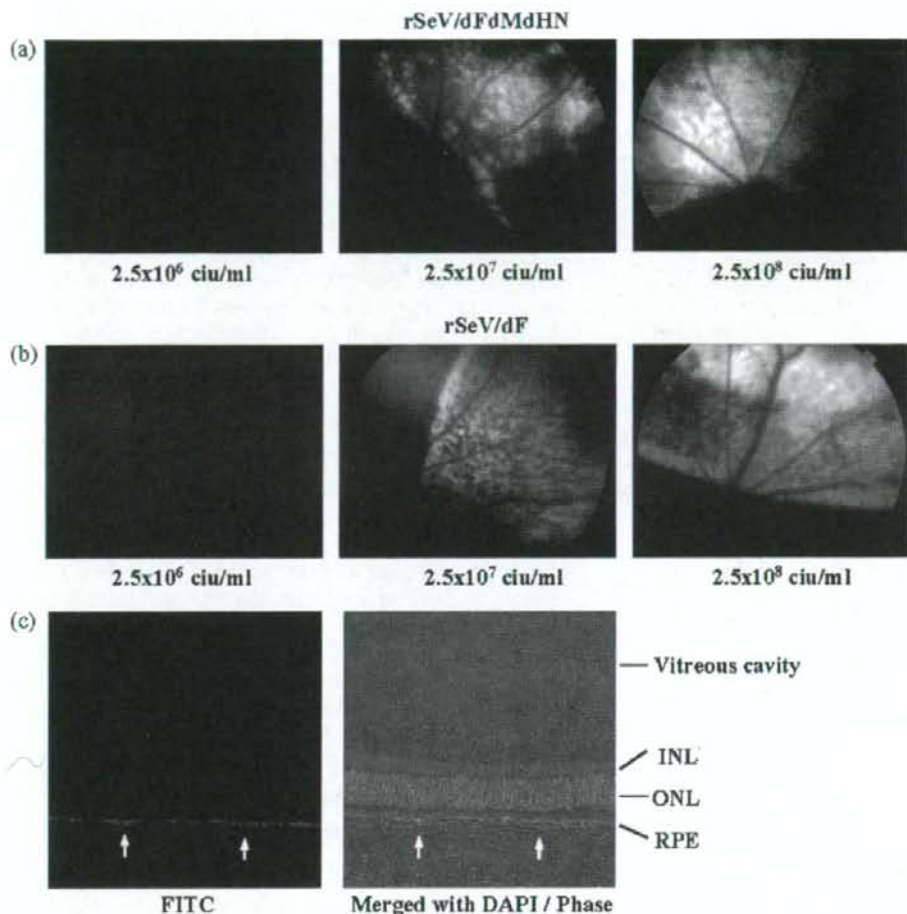 rSeV/dFdMdHN
(a)
2.5x10⁶ ciu/ml 2.5x10⁷ ciu/ml 2.5x10⁸ ciu/ml
rSeV/dF
(b)
2.5x10⁶ ciu/ml 2.5x10⁷ ciu/ml 2.5x10⁸ ciu/ml
(c)
Vitreous cavity
INL
ONL
RPE
FITC Merged with DAPI / Phase